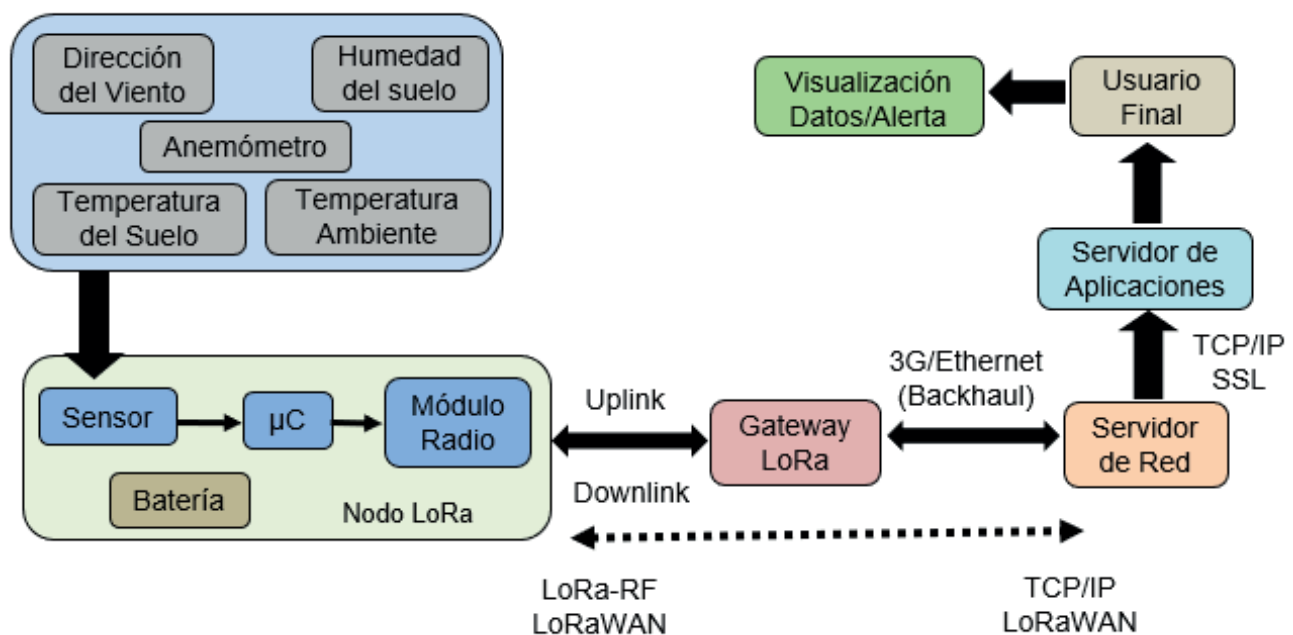 Dirección
del Viento
Humedad
del suelo
Anemómetro
Temperatura
del Suelo
Temperatura
Ambiente
Sensor
µC
Módulo
Radio
Batería
Nodo LoRa
Uplink
Downlink
Gateway
LoRa
3G/Ethernet
(Backhaul)
Servidor
de Red
TCP/IP
SSL
Servidor de
Aplicaciones
Usuario
Final
Visualización
Datos/Alerta
LoRa-RF
LoRaWAN
TCP/IP
LoRaWAN